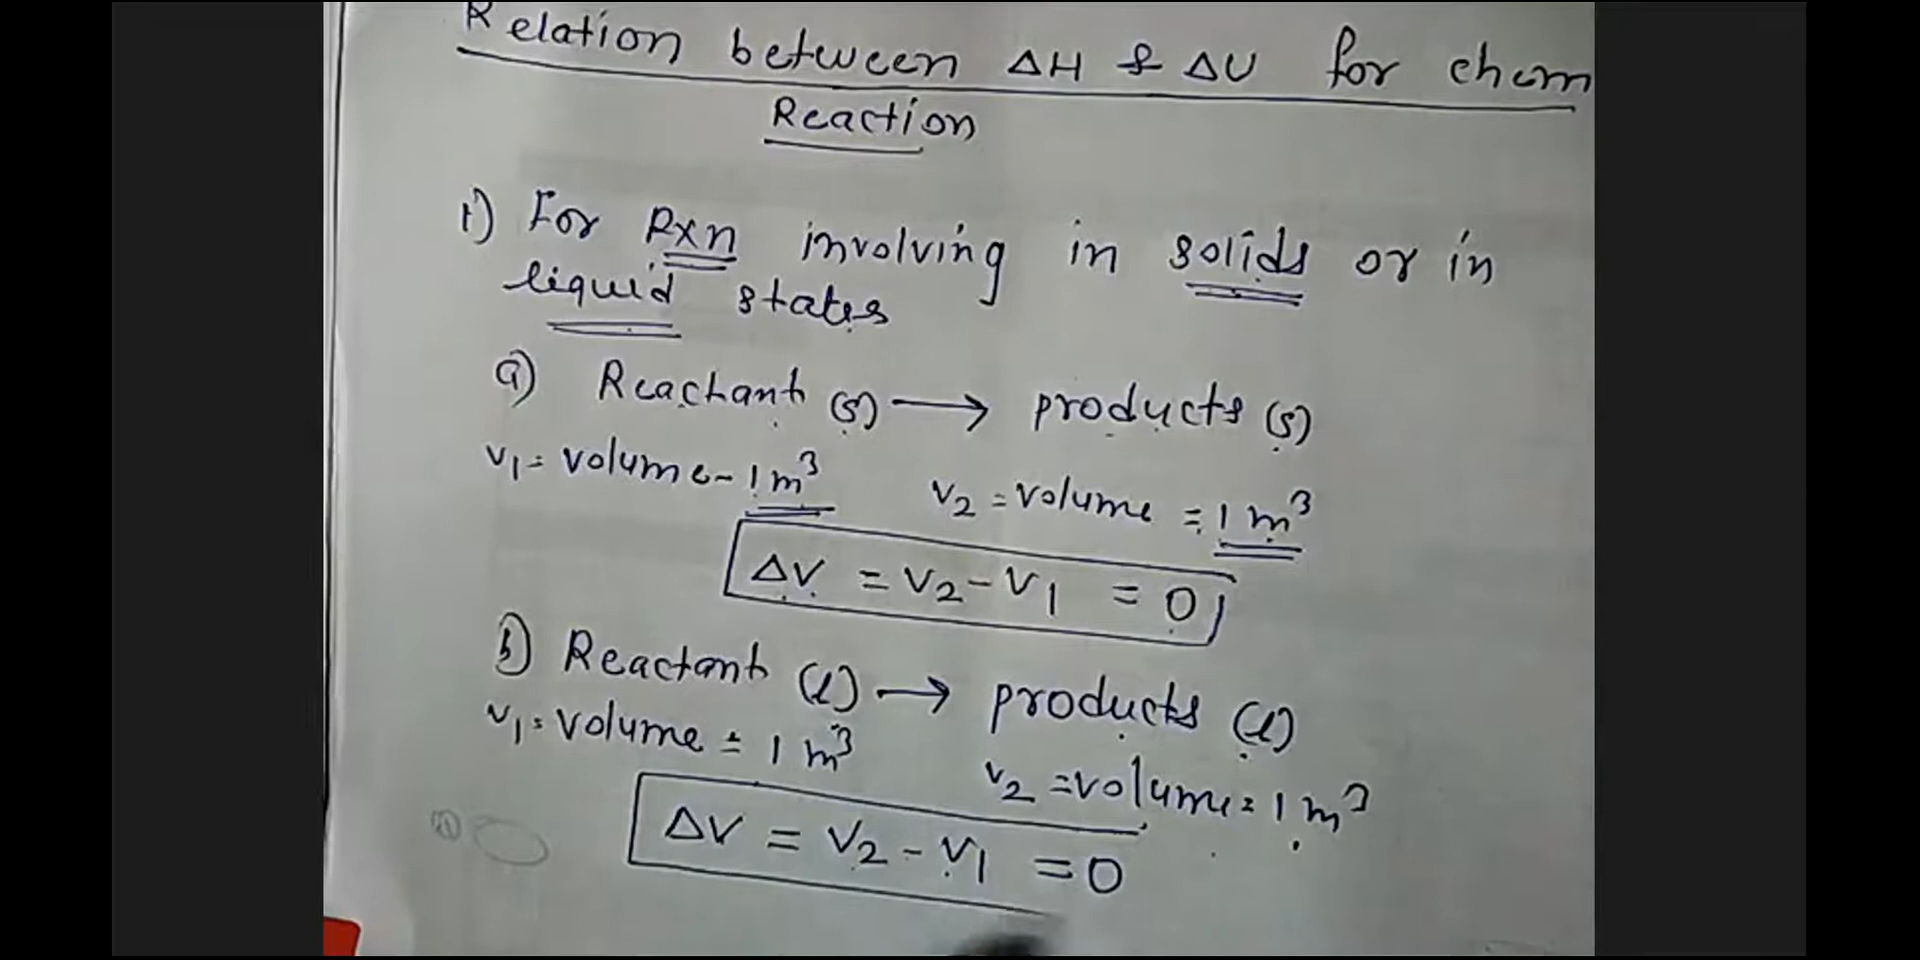 Relation between ΔH & ΔU for chem
Reaction
1) For Rxn involving in solids or in
liquid states
a) Reactant (s) → products (s)
V1 = volume - 1 m³ V2 = volume = 1 m³
ΔV = V2 - V1 = 0
b) Reactant (l) → products (l)
V1 = volume = 1 m³ V2 = volume = 1 m³
ΔV = V2 - V1 = 0